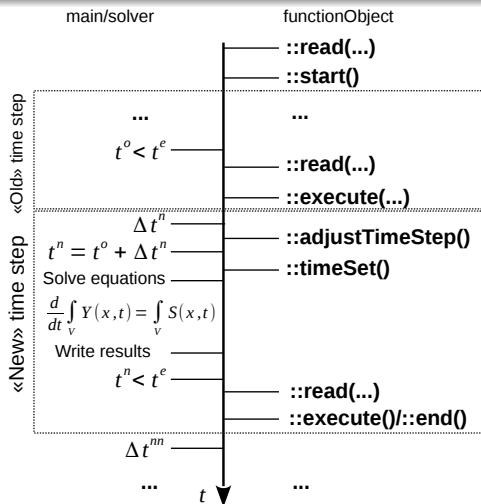 main/solver functionObject
::read(...)
::start()
«Old» time step
... ...
t^o < t^e
::read(...)
::execute(...)
«New» time step
Δt^n
::adjustTimeStep()
t^n = t^o + Δt^n
::timeSet()
Solve equations
d/dt ∫_V Y(x,t) = ∫_V S(x,t)
Write results
t^n < t^e
::read(...)
::execute()/::end()
Δt^nn
... t ...